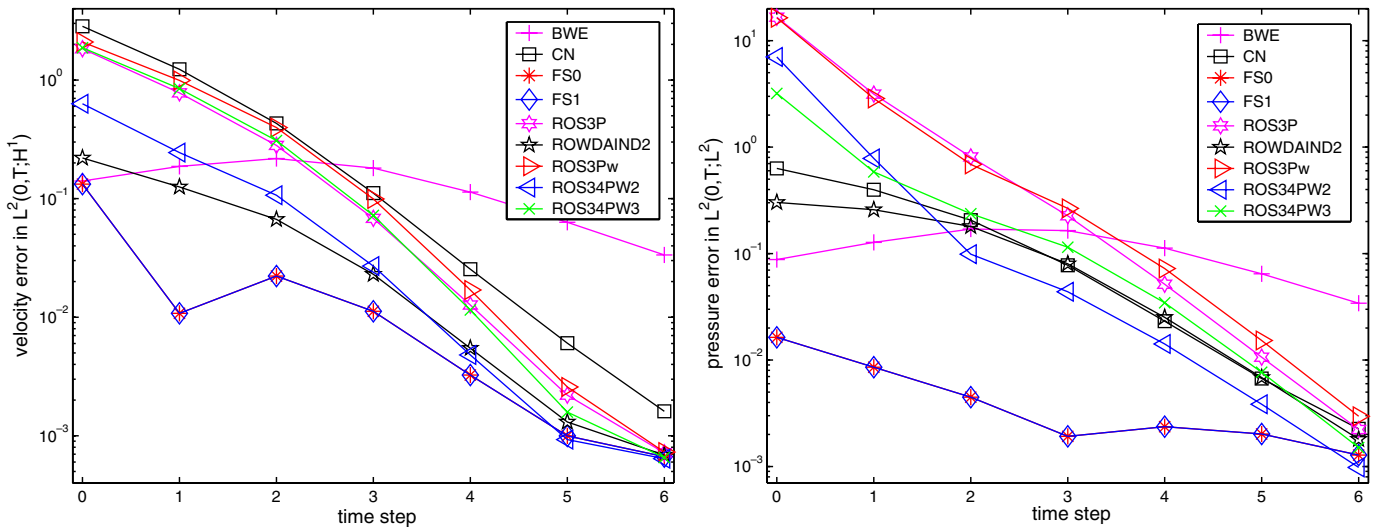 velocity error in L²(0,T;H¹)
10⁰
10⁻¹
10⁻²
10⁻³
0 1 2 3 4 5 6
time step
BWE
CN
FS0
FS1
ROS3P
ROWDAIND2
ROS3Pw
ROS34PW2
ROS34PW3
pressure error in L²(0,T;L²)
10¹
10⁰
10⁻¹
10⁻²
10⁻³
0 1 2 3 4 5 6
time step
BWE
CN
FS0
FS1
ROS3P
ROWDAIND2
ROS3Pw
ROS34PW2
ROS34PW3